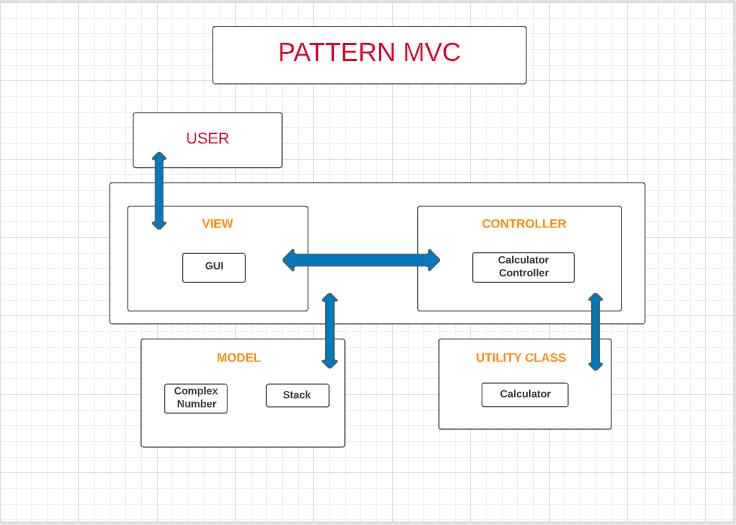 PATTERN MVC
USER
VIEW
CONTROLLER
GUI
Calculator
Controller
MODEL
UTILITY CLASS
Complex
Number
Stack
Calculator